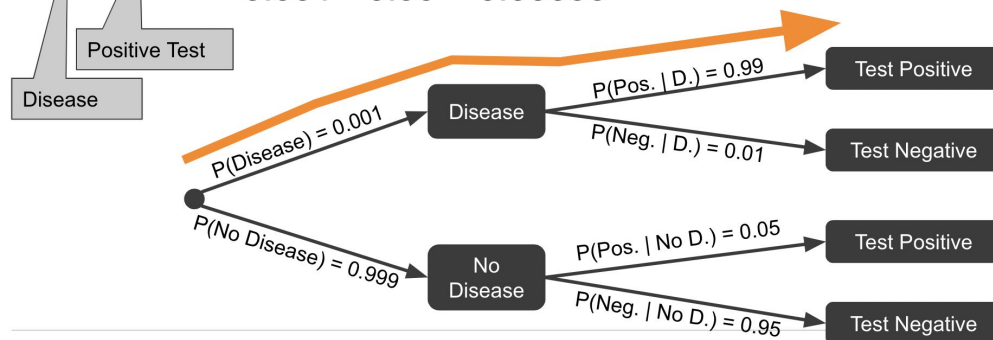 Positive Test
Disease
P(Disease) = 0.001
Disease
P(Pos. | D.) = 0.99
Test Positive
P(Neg. | D.) = 0.01
Test Negative
P(No Disease) = 0.999
No
Disease
P(Pos. | No D.) = 0.05
Test Positive
P(Neg. | No D.) = 0.95
Test Negative